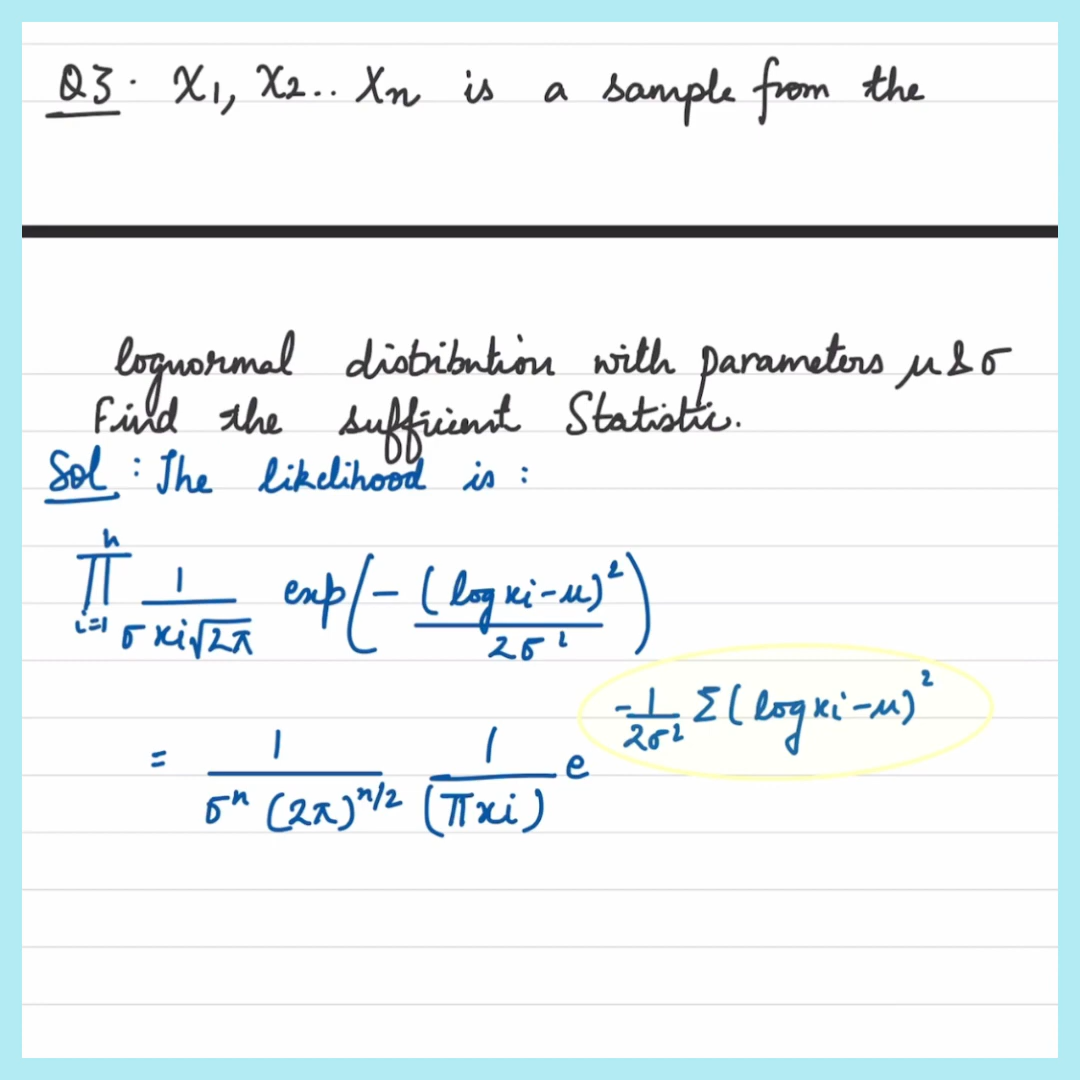 Q3. X1, X2.. Xn is a sample from the
lognormal distribution with parameters μ & σ
Find the sufficient Statistic.
Sol : The likelihood is :
n ∏ i=1 1/(σ xi √2π) exp(- (log xi - μ)²/2σ²)
= 1/(σⁿ (2π)^n/2) 1/(π xi) e^(-1/2σ² Σ(log xi - μ)²)